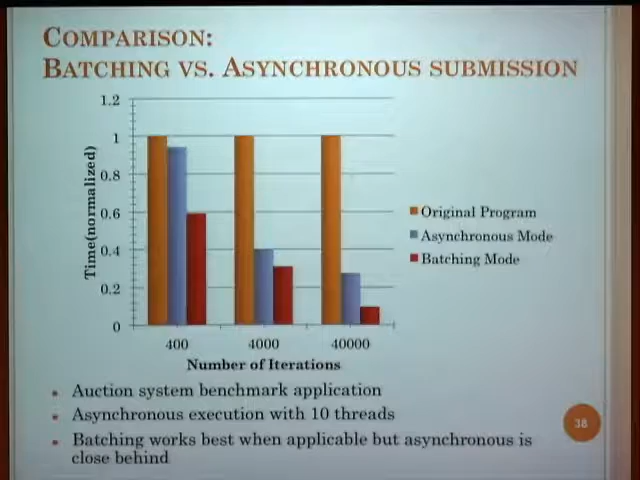 COMPARISON:
BATCHING VS. ASYNCHRONOUS SUBMISSION
1.2
1
0.8
0.6
0.4
0.2
0
Time(normalized)
400
4000
40000
Number of Iterations
Original Program
Asynchronous Mode
Batching Mode
Auction system benchmark application
Asynchronous execution with 10 threads
Batching works best when applicable but asynchronous is
close behind
38